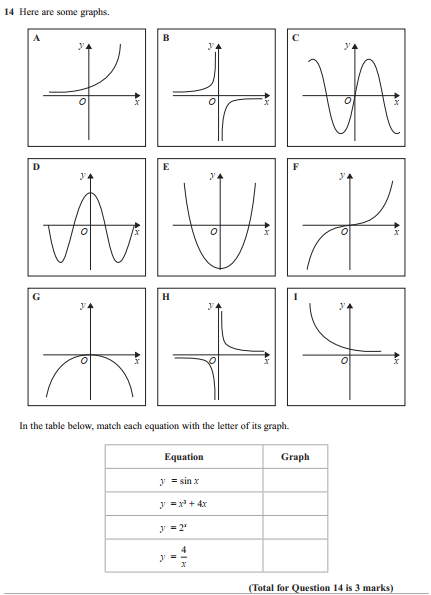 14 Here are some graphs.
A B C
y y y
O x O x O x
D E F
y y y
O x O x O x
G H I
y y y
O x O x O x
In the table below, match each equation with the letter of its graph.
Equation Graph
y = sin x
y = x³ + 4x
y = 2ˣ
y = 4/x
(Total for Question 14 is 3 marks)